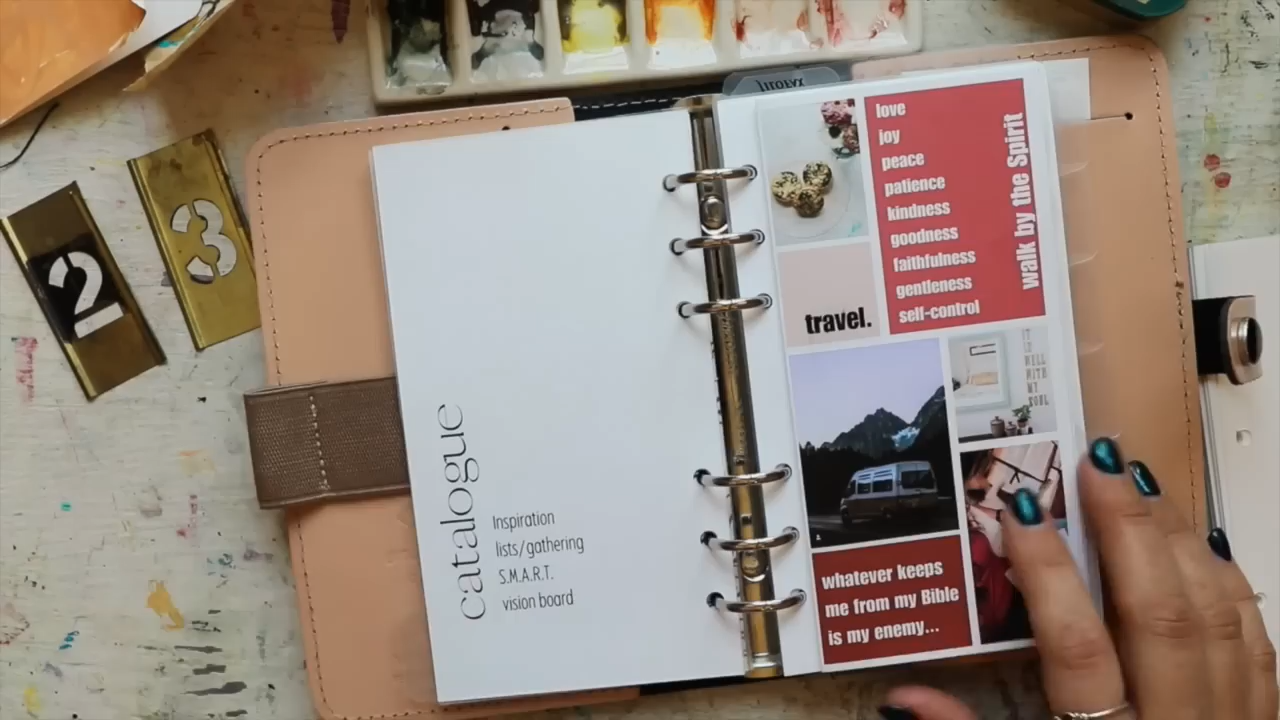 2
3
catalogue
Inspiration
lists/gathering
S.M.A.R.T.
vision board
love
joy
peace
patience
kindness
goodness
faithfulness
gentleness
self-control
walk by the Spirit
travel.
IT IS
WELL
WITH
MY
SOUL
whatever keeps
me from my Bible
is my enemy...